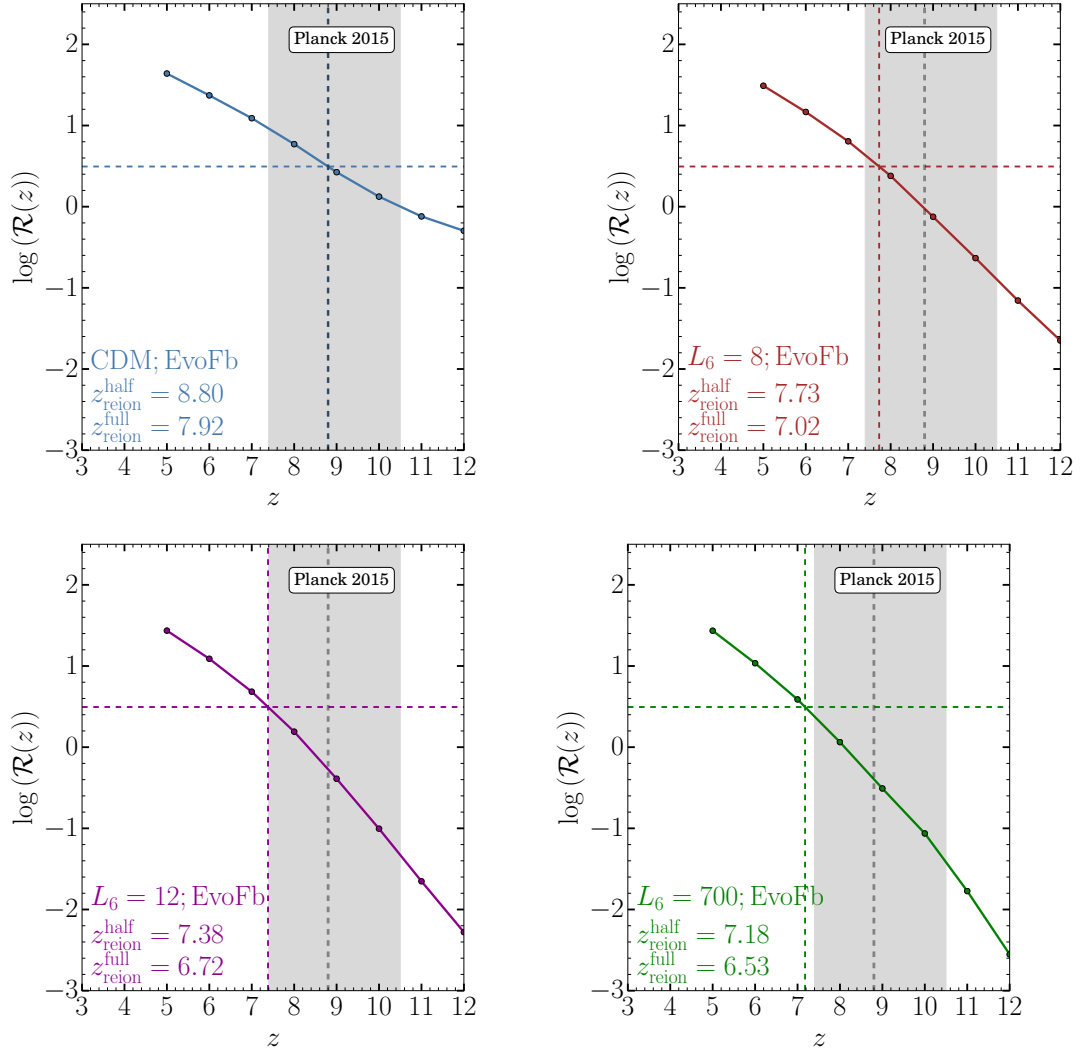 Planck 2015
2
1
0
−1
−2
−3
log (ℛ(z))
CDM; EvoFb
z_reion^half = 8.80
z_reion^full = 7.92
3 4 5 6 7 8 9 10 11 12
z
Planck 2015
2
1
0
−1
−2
−3
log (ℛ(z))
L_6 = 8; EvoFb
z_reion^half = 7.73
z_reion^full = 7.02
3 4 5 6 7 8 9 10 11 12
z
Planck 2015
2
1
0
−1
−2
−3
log (ℛ(z))
L_6 = 12; EvoFb
z_reion^half = 7.38
z_reion^full = 6.72
3 4 5 6 7 8 9 10 11 12
z
Planck 2015
2
1
0
−1
−2
−3
log (ℛ(z))
L_6 = 700; EvoFb
z_reion^half = 7.18
z_reion^full = 6.53
3 4 5 6 7 8 9 10 11 12
z